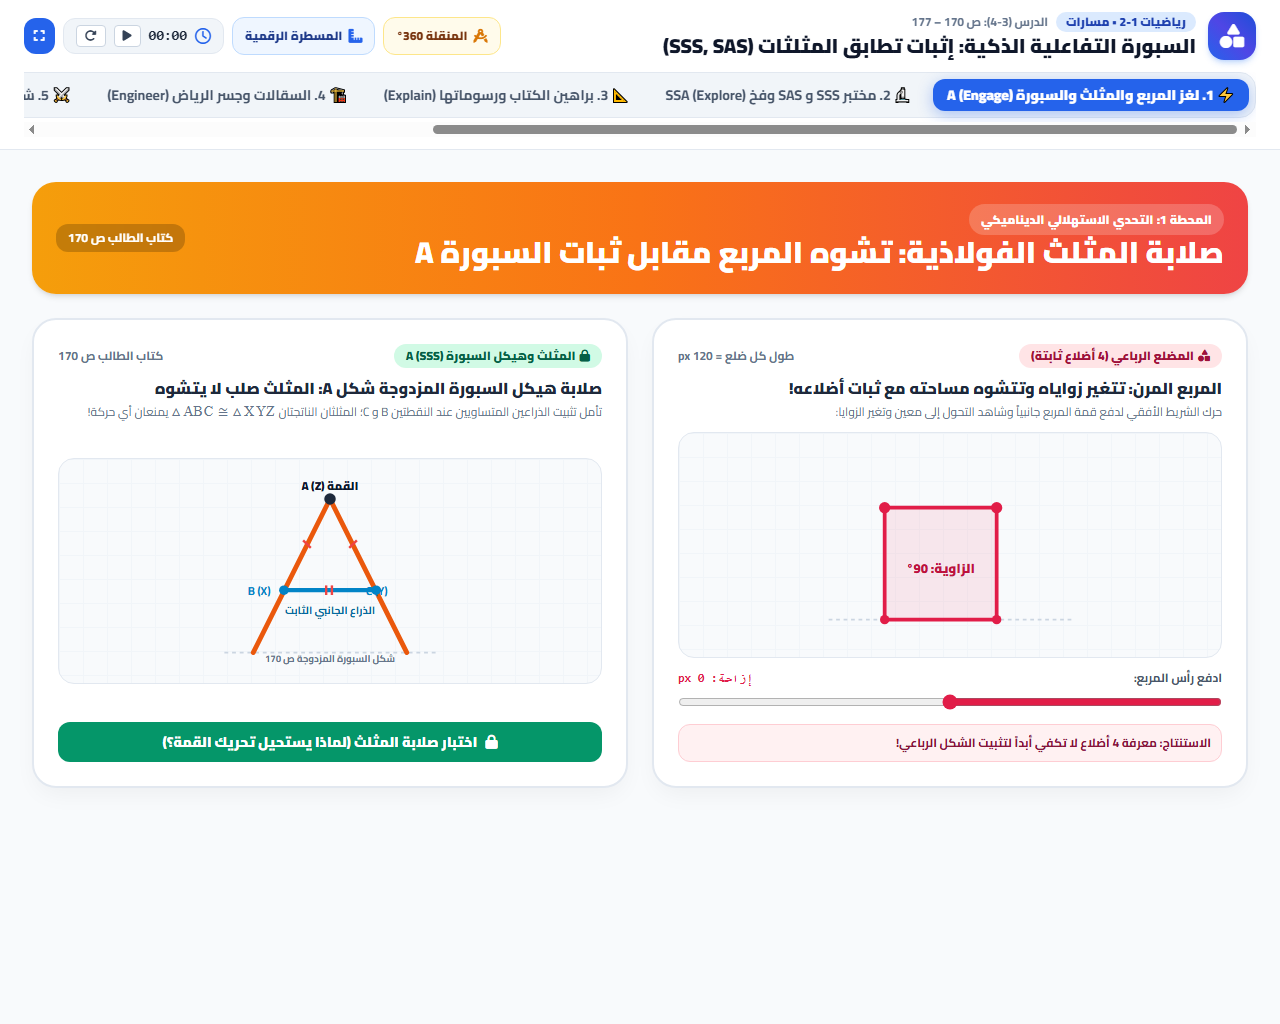 رياضيات 1-2 • مسارات
الدرس (3-4): ص 170 – 177
السبورة التفاعلية الذكية: إثبات تطابق المثلثات (SSS, SAS)
المنقلة 360°
المسطرة الرقمية
00:00
⚡ 1. لغز المربع والمثلث والسبورة A (Engage)
🔬 2. مختبر SSS و SAS وفخ SSA (Explore)
📐 3. براهين الكتاب ورسوماتها (Explain)
🏗️ 4. السقالات وجسر الرياض (Engineer)
⚔️ 5.
المحطة 1: التحدي الاستهلالي الديناميكي
صلابة المثلث الفولاذية: تشوه المربع مقابل ثبات السبورة A
كتاب الطالب ص 170
المضلع الرباعي (4 أضلاع ثابتة)
طول كل ضلع = 120 px
المربع المرن: تتغير زواياه وتتشوه مساحته مع ثبات أضلاعه!
حرك الشريط الأفقي لدفع قمة المربع جانبياً وشاهد التحول إلى معين وتغير الزوايا:
الزاوية: 90°
ادفع رأس المربع:
إزاحة: 0 px
الاستنتاج: معرفة 4 أضلاع لا تكفي أبداً لتثبيت الشكل الرباعي!
المثلث وهيكل السبورة A (SSS)
كتاب الطالب ص 170
صلابة هيكل السبورة المزدوجة شكل A: المثلث صلب لا يتشوه
تأمل تثبيت الذراعين المتساويين عند النقطتين B و C؛ المثلثان الناتجتان △ABC ≅ △XYZ يمنعان أي حركة!
القمة A (Z)
B (X)
الذراع الجانبي الثابت
شكل السبورة المزدوجة ص 170
اختبار صلابة المثلث (لماذا يستحيل تحريك القمة؟)